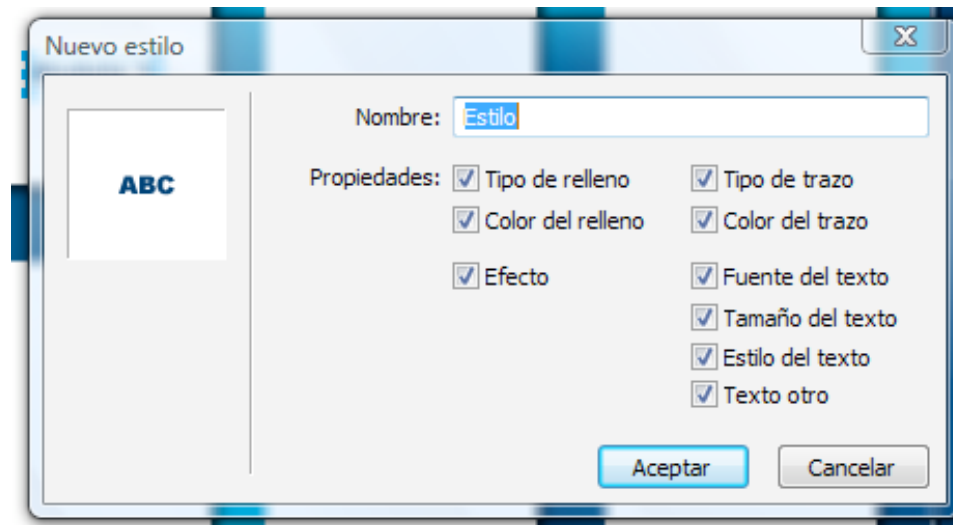 Nuevo estilo
ABC
Nombre: Estilo
Propiedades: Tipo de relleno Tipo de trazo
Color del relleno Color del trazo
Efecto Fuente del texto
Tamaño del texto
Estilo del texto
Texto otro
Aceptar Cancelar